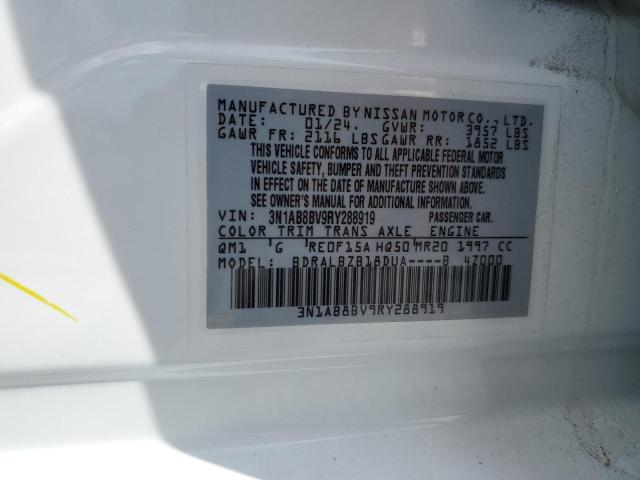 MANUFACTURED BY NISSAN MOTOR CO., LTD.
DATE: 01/24. GVWR: 3957 LBS
GAWR FR: 2116 LBS GAWR RR: 1852 LBS
THIS VEHICLE CONFORMS TO ALL APPLICABLE FEDERAL MOTOR
VEHICLE SAFETY, BUMPER AND THEFT PREVENTION STANDARDS
IN EFFECT ON THE DATE OF MANUFACTURE SHOWN ABOVE.
SEE OWNER'S MANUAL FOR ADDITIONAL INFORMATION.
VIN: 3N1AB8BV9RY288919 PASSENGER CAR.
COLOR TRIM TRANS AXLE ENGINE
QM1 G RE0F15A HQ50 MR20 1997 CC
MODEL: BDRALBZB18DUA----B 47000
3N1AB8BV9RY288919